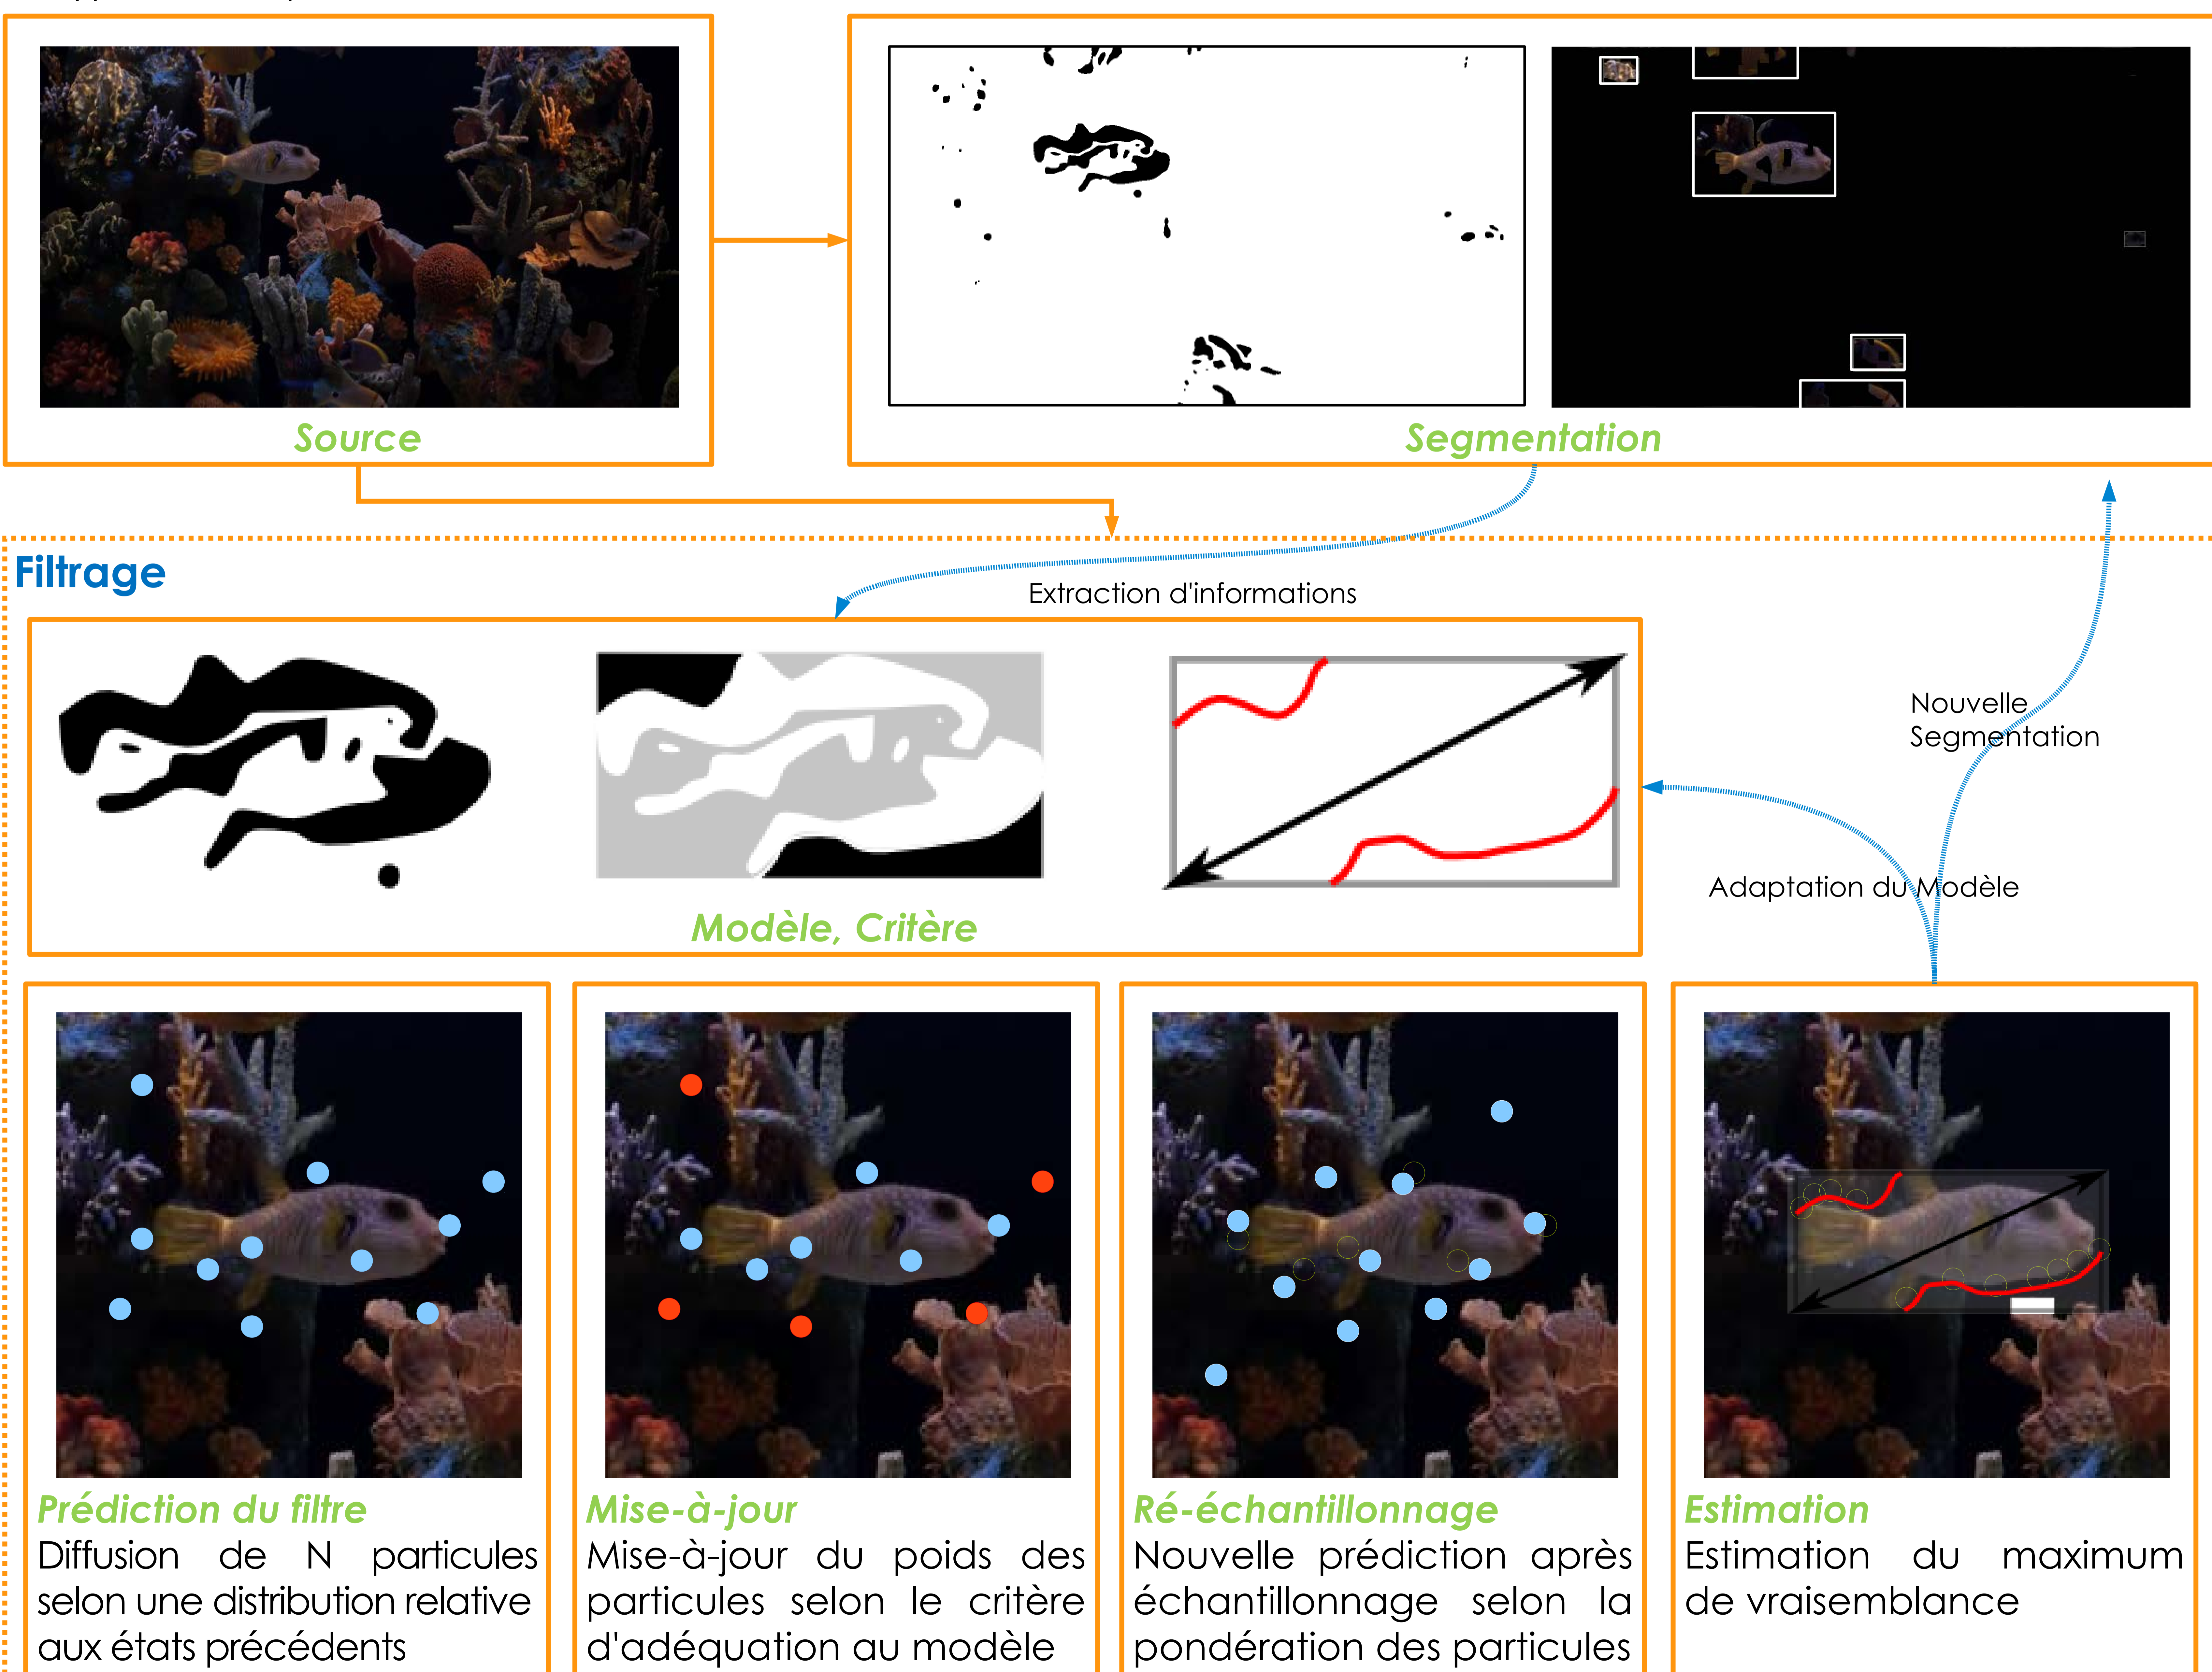 Source
Segmentation
Filtrage
Extraction d'informations
Nouvelle
Segmentation
Adaptation du Modèle
Modèle, Critère
Prédiction du filtre
Diffusion de N particules
selon une distribution relative
aux états précédents
Mise-à-jour
Mise-à-jour du poids des
particules selon le critère
d'adéquation au modèle
Ré-échantillonnage
Nouvelle prédiction après
échantillonnage selon la
pondération des particules
Estimation
Estimation du maximum
de vraisemblance